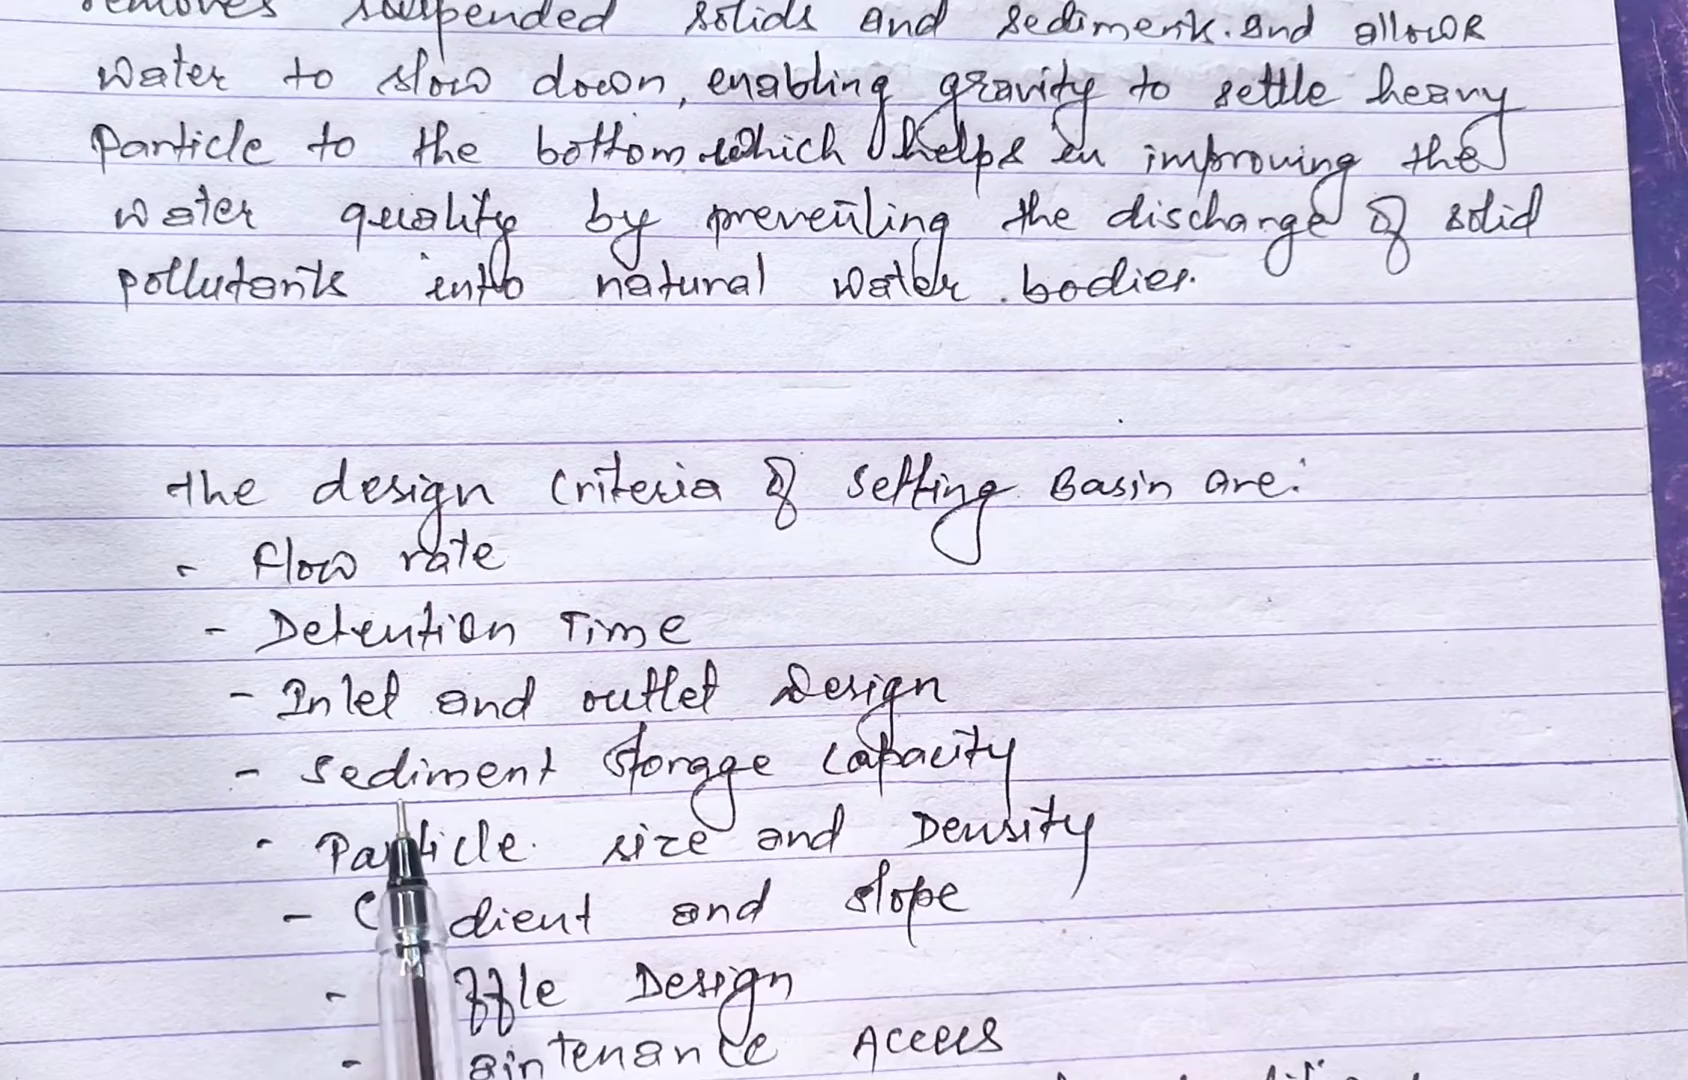 removes suspended solids and sediments. and allows
water to slow down, enabling gravity to settle heavy
Particle to the bottom which helps in improving the
water quality by preventing the discharge of solid
pollutants into natural water bodies.
The design Criteria of Settling Basin are:
- Flow rate
- Detention Time
- Inlet and outlet Design
- Sediment Storage Capacity
- Particle size and Density
- and slope
- Design
- Access